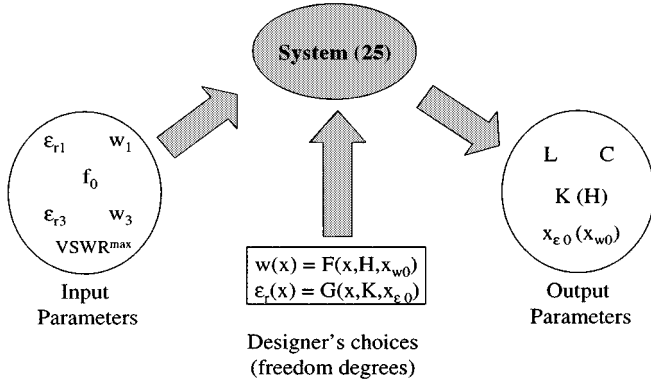 System (25)
ε_r1 w_1
f_0
ε_r3 w_3
VSWR^max
Input
Parameters
w(x) = F(x,H,x_w0)
ε_r(x) = G(x,K,x_ε0)
Designer's choices
(freedom degrees)
L C
K (H)
x_ε0 (x_w0)
Output
Parameters